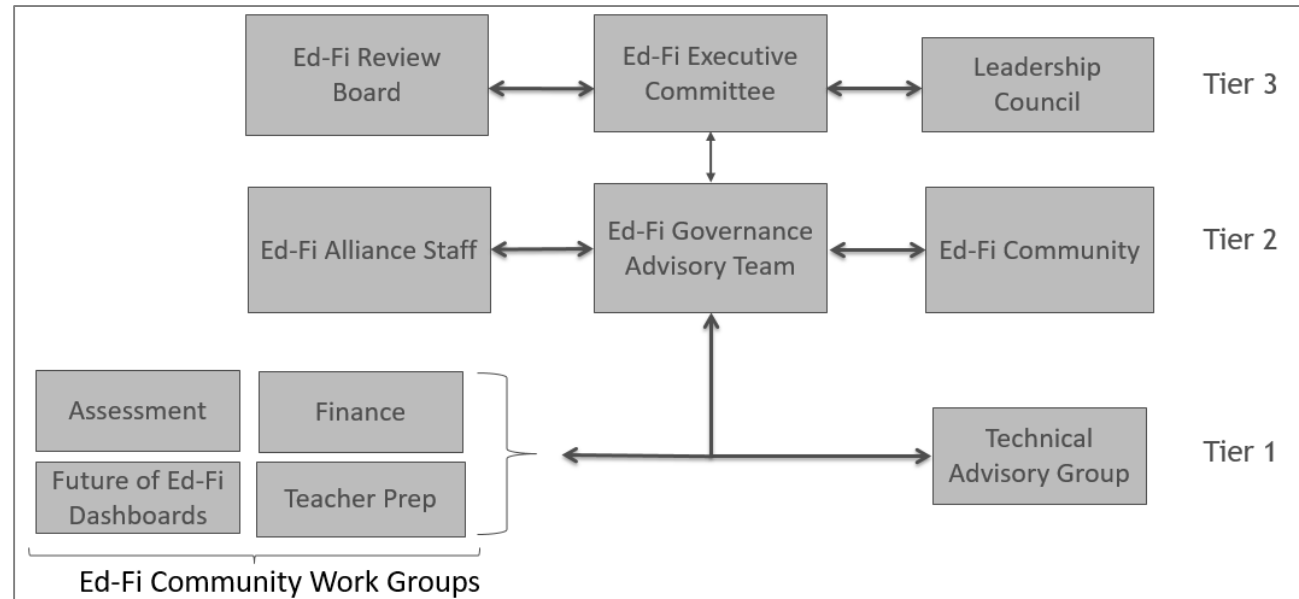 Ed-Fi Review
Board
Ed-Fi Executive
Committee
Leadership
Council
Tier 3
Ed-Fi Alliance Staff
Ed-Fi Governance
Advisory Team
Ed-Fi Community
Tier 2
Assessment
Finance
Future of Ed-Fi
Dashboards
Teacher Prep
Technical
Advisory Group
Tier 1
Ed-Fi Community Work Groups